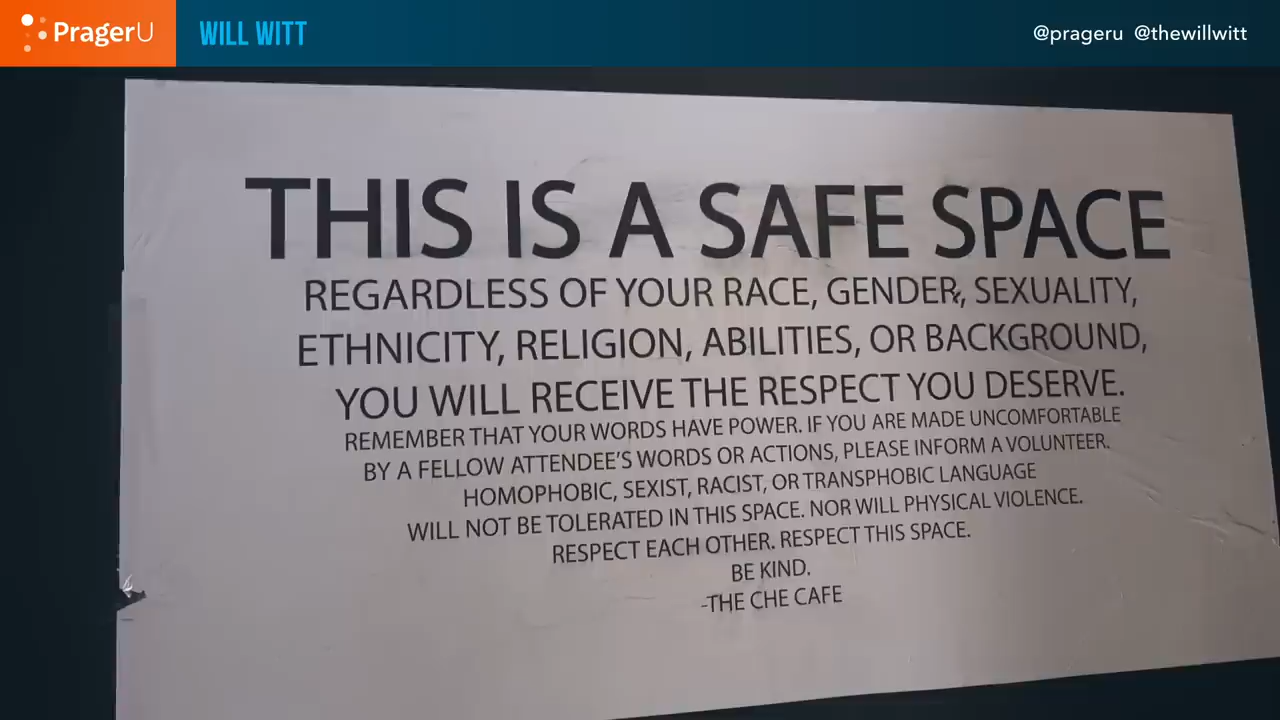 PragerU
WILL WITT
@prageru @thewillwitt
THIS IS A SAFE SPACE
REGARDLESS OF YOUR RACE, GENDER, SEXUALITY,
ETHNICITY, RELIGION, ABILITIES, OR BACKGROUND,
YOU WILL RECEIVE THE RESPECT YOU DESERVE.
REMEMBER THAT YOUR WORDS HAVE POWER. IF YOU ARE MADE UNCOMFORTABLE
BY A FELLOW ATTENDEE'S WORDS OR ACTIONS, PLEASE INFORM A VOLUNTEER.
HOMOPHOBIC, SEXIST, RACIST, OR TRANSPHOBIC LANGUAGE
WILL NOT BE TOLERATED IN THIS SPACE. NOR WILL PHYSICAL VIOLENCE.
RESPECT EACH OTHER. RESPECT THIS SPACE.
BE KIND.
-THE CHE CAFE